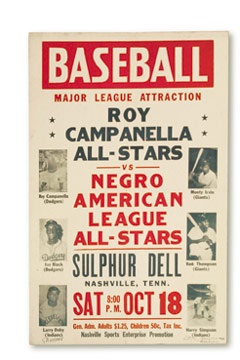 BASEBALL
MAJOR LEAGUE ATTRACTION
ROY
CAMPANELLA
ALL-STARS
VS
NEGRO
AMERICAN
LEAGUE
ALL-STARS
SULPHUR DELL
NASHVILLE, TENN.
SAT 8:00 P.M. OCT 18
Gen. Adm. Adults $1.25, Children 50c, Tax Inc.
Nashville Sports Enterprise Promotion
Roy Campanella
(Dodgers)
Joe Black
(Dodgers)
Larry Doby
(Indians)
Monty Irvin
(Giants)
Hank Thompson
(Giants)
Harry Simpson
(Indians)